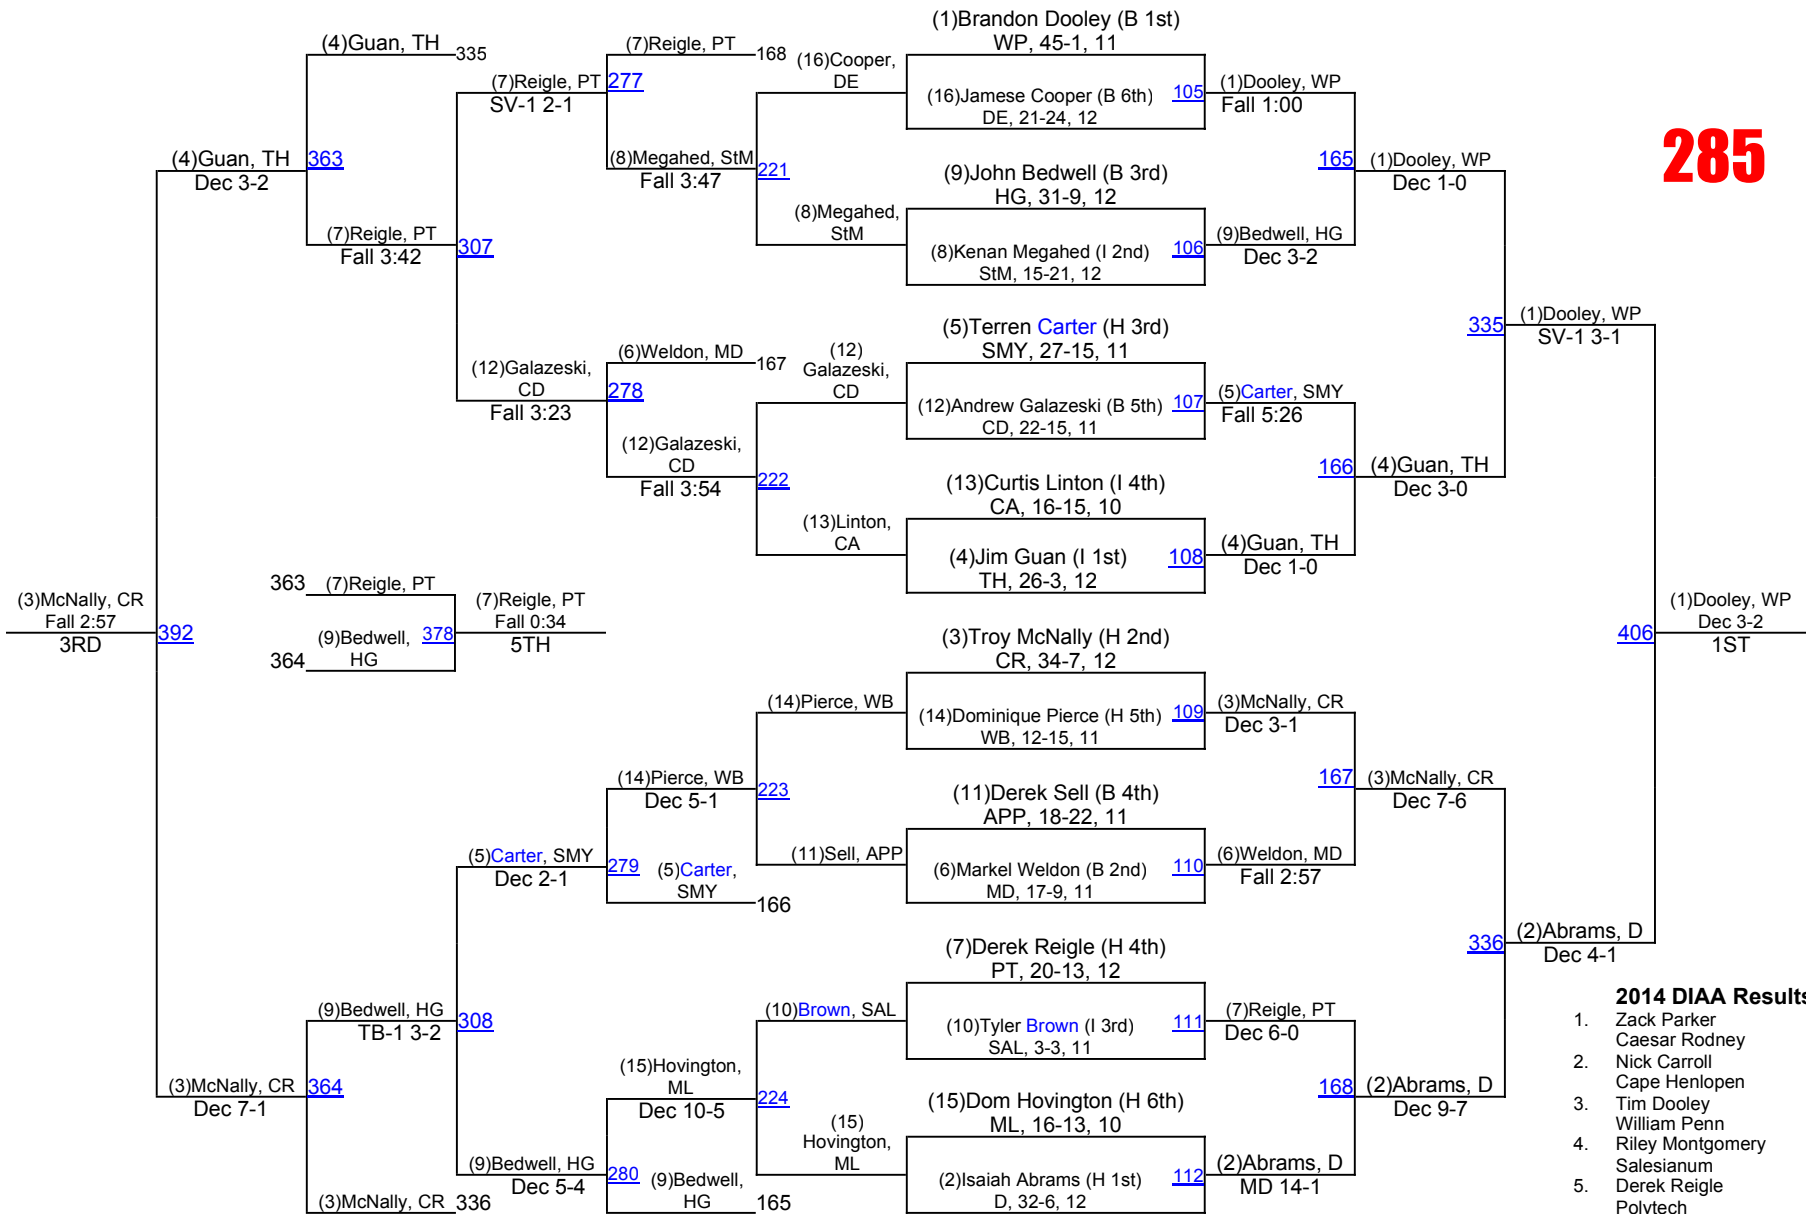 (1)Brandon Dooley (B 1st)
WP, 45-1, 11
(16)Jamese Cooper (B 6th)
DE, 21-24, 12
105
(9)John Bedwell (B 3rd)
HG, 31-9, 12
(8)Kenan Megahed (I 2nd)
StM, 15-21, 12
106
(5)Terren Carter (H 3rd)
SMY, 27-15, 11
(12)Andrew Galazeski (B 5th)
CD, 22-15, 11
107
(13)Curtis Linton (I 4th)
CA, 16-15, 10
(4)Jim Guan (I 1st)
TH, 26-3, 12
108
(3)Troy McNally (H 2nd)
CR, 34-7, 12
(14)Dominique Pierce (H 5th)
WB, 12-15, 11
109
(11)Derek Sell (B 4th)
APP, 18-22, 11
(6)Markel Weldon (B 2nd)
MD, 17-9, 11
110
(7)Derek Reigle (H 4th)
PT, 20-13, 12
(10)Tyler Brown (I 3rd)
SAL, 3-3, 11
111
(15)Dom Hovington (H 6th)
ML, 16-13, 10
(2)Isaiah Abrams (H 1st)
D, 32-6, 12
112
(1)Dooley, WP
Fall 1:00
165
(9)Bedwell, HG
Dec 3-2
(5)Carter, SMY
Fall 5:26
166
(4)Guan, TH
Dec 1-0
(3)McNally, CR
Dec 3-1
167
(6)Weldon, MD
Fall 2:57
(7)Reigle, PT
Dec 6-0
168
(2)Abrams, D
MD 14-1
(1)Dooley, WP
Dec 1-0
335
(4)Guan, TH
Dec 3-0
(3)McNally, CR
Dec 7-6
336
(2)Abrams, D
Dec 9-7
(1)Dooley, WP
SV-1 3-1
406
(2)Abrams, D
Dec 4-1
(1)Dooley, WP
Dec 3-2
1ST
285
(16)Cooper,
DE
221
(8)Megahed,
StM
(12)
Galazeski,
CD
222
(13)Linton,
CA
(14)Pierce, WB
223
(11)Sell, APP
(10)Brown, SAL
224
(15)
Hovington,
ML
(7)Reigle, PT
168
277
(8)Megahed, StM
Fall 3:47
(6)Weldon, MD
167
278
(12)Galazeski,
CD
Fall 3:54
(14)Pierce, WB
Dec 5-1
279
(5)Carter,
SMY
166
(15)Hovington,
ML
Dec 10-5
280
(9)Bedwell,
HG
165
(7)Reigle, PT
SV-1 2-1
307
(12)Galazeski,
CD
Fall 3:23
(5)Carter, SMY
Dec 2-1
308
(9)Bedwell, HG
Dec 5-4
(4)Guan, TH
335
363
(7)Reigle, PT
Fall 3:42
(9)Bedwell, HG
TB-1 3-2
364
(3)McNally, CR
336
(4)Guan, TH
Dec 3-2
392
(3)McNally, CR
Dec 7-1
(3)McNally, CR
Fall 2:57
3RD
363
(7)Reigle, PT
378
364
(9)Bedwell,
HG
(7)Reigle, PT
Fall 0:34
5TH
2014 DIAA Results
1. Zack Parker
Caesar Rodney
2. Nick Carroll
Cape Henlopen
3. Tim Dooley
William Penn
4. Riley Montgomery
Salesianum
5. Derek Reigle
Polytech